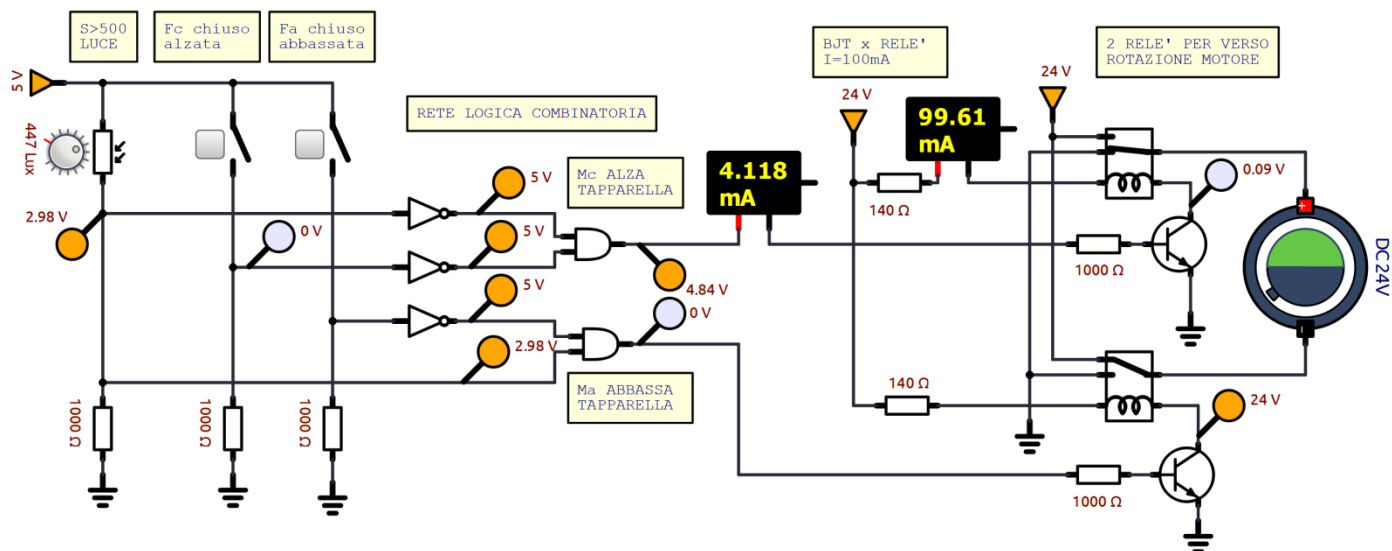 S>500
LUCE
Fc chiuso
alzata
Fa chiuso
abbassata
BJT x RELE'
I=100mA
2 RELE' PER VERSO
ROTAZIONE MOTORE
5 V
24 V
24 V
RETE LOGICA COMBINATORIA
99.61
mA
447 Lux
Mc ALZA
TAPPARELLA
4.118
mA
5 V
140 Ω
0.09 V
2.98 V
0 V
5 V
1000 Ω
DC 24V
5 V
4.84 V
0 V
2.98 V
Ma ABBASSA
TAPPARELLA
140 Ω
24 V
1000 Ω
1000 Ω
1000 Ω
1000 Ω